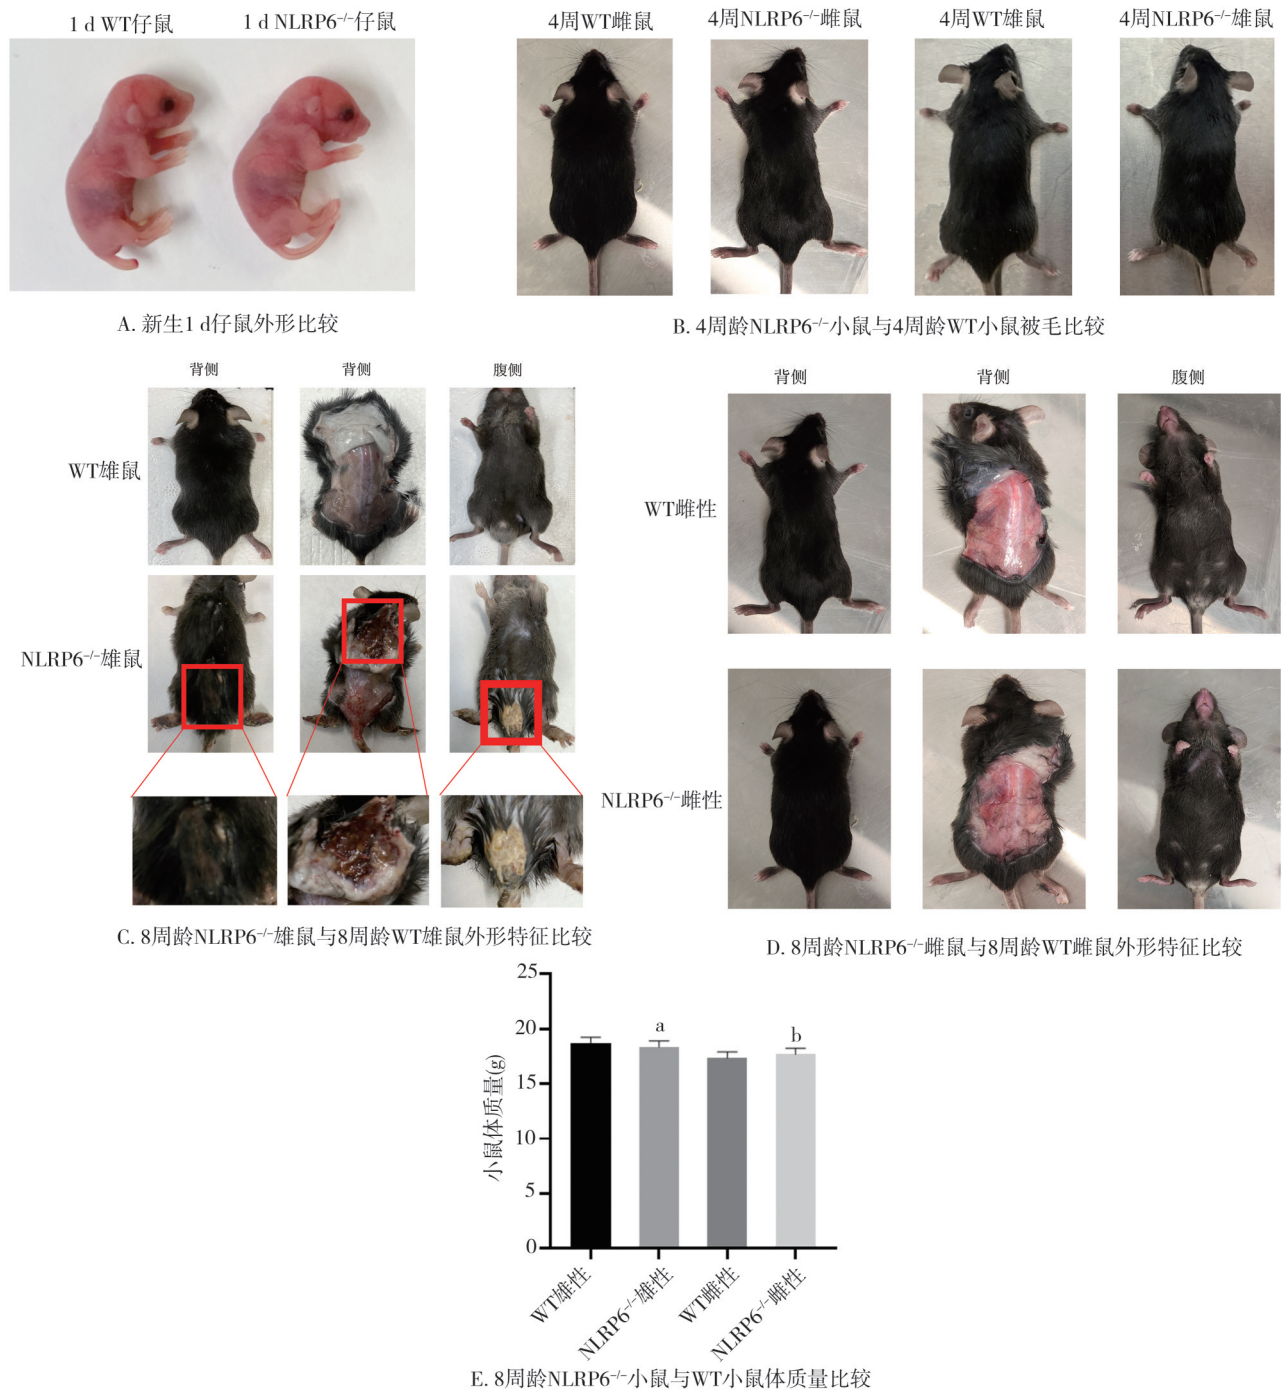 1 d WT仔鼠
1 d NLRP6⁻/⁻仔鼠
4周WT雌鼠
4周NLRP6⁻/⁻雌鼠
4周WT雄鼠
4周NLRP6⁻/⁻雄鼠
A. 新生1 d仔鼠外形比较
B. 4周龄NLRP6⁻/⁻小鼠与4周龄WT小鼠被毛比较
背侧
背侧
腹侧
WT雄鼠
NLRP6⁻/⁻雄鼠
C. 8周龄NLRP6⁻/⁻雄鼠与8周龄WT雄鼠外形特征比较
背侧
背侧
腹侧
WT雌性
NLRP6⁻/⁻雌性
D. 8周龄NLRP6⁻/⁻雌鼠与8周龄WT雌鼠外形特征比较
小鼠体质量(g)
25
20
15
10
5
0
a
b
WT雄性
NLRP6⁻/⁻雄性
WT雌性
NLRP6⁻/⁻雌性
E. 8周龄NLRP6⁻/⁻小鼠与WT小鼠体质量比较